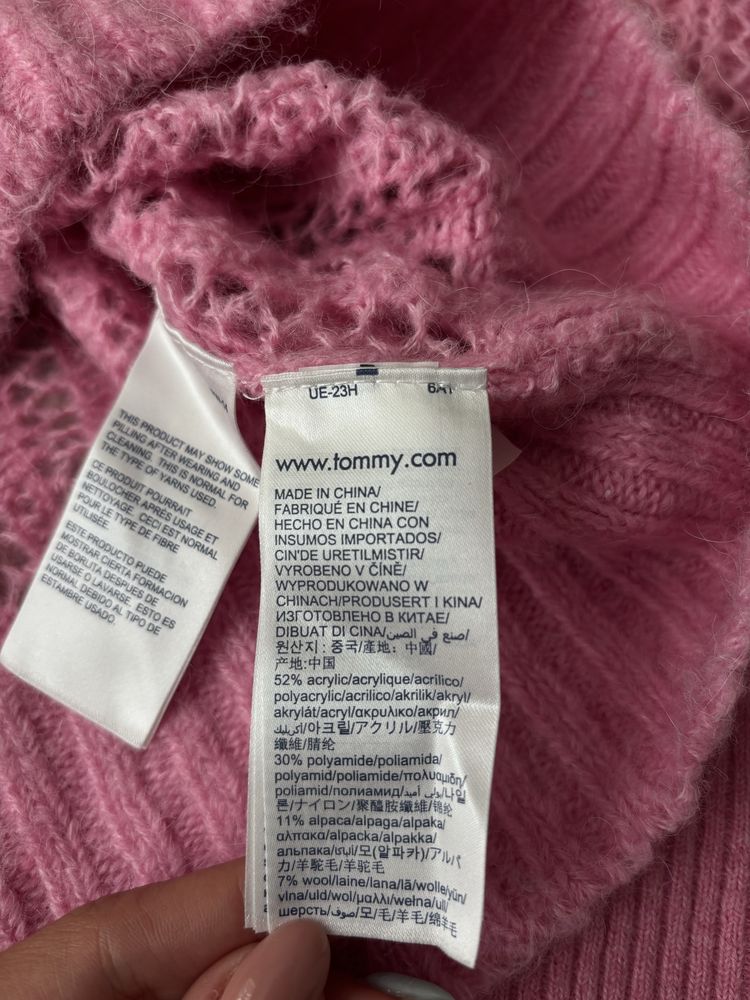 THIS PRODUCT MAY SHOW SOME
PILLING AFTER WEARING AND
CLEANING. THIS IS NORMAL FOR
THE TYPE OF YARNS USED.
CE PRODUIT POURRAIT
BOULOCHER APRÈS USAGE ET
NETTOYAGE. CECI EST NORMAL
POUR LE TYPE DE FIBRE
UTILISÉE.
ESTE PRODUCTO PUEDE
MOSTRAR CIERTA FORMACION
DE BORUTA DESPUES DE
USARSE O LAVARSE. ESTO ES
NORMAL DEBIDO AL TIPO DE
ESTAMBRE USADO.
UE-23H
www.tommy.com
MADE IN CHINA/
FABRIQUÉ EN CHINE/
HECHO EN CHINA CON
INSUMOS IMPORTADOS/
CIN'DE URETILMISTIR/
VYROBENO V ČÍNĚ/
WYPRODUKOWANO W
CHINACH/PRODUSERT I KINA/
ИЗГОТОВЛЕНО В КИТАЕ/
DIBUAT DI CINA/صنع في الصين/
원산지 : 중국/產地： 中國/
产地:中国
52% acrylic/acrylique/acrílico/
polyacrylic/acrilico/akrilik/akryl/
akrylát/acryl/ακρυλικο/акрил/
أكريليك/아크릴/アクリル/壓克力
纖維/腈纶
30% polyamide/poliamida/
polyamid/poliamide/πολυαμιδη/
poliamid/полиамид/بولي أميد/나일
론/ナイロン/聚醯胺纖維/锦纶
11% alpaca/alpaga/alpaka/
αλπακα/alpacka/alpakka/
альпака/모(알파카)/アルパ
力/羊駝毛/羊驼毛
7% wool/laine/lana/lã/wolle/yün/
vlna/uld/wol/μαλλι/wełna/ull/
шерсть/صوف/모/毛/羊毛/绵羊毛